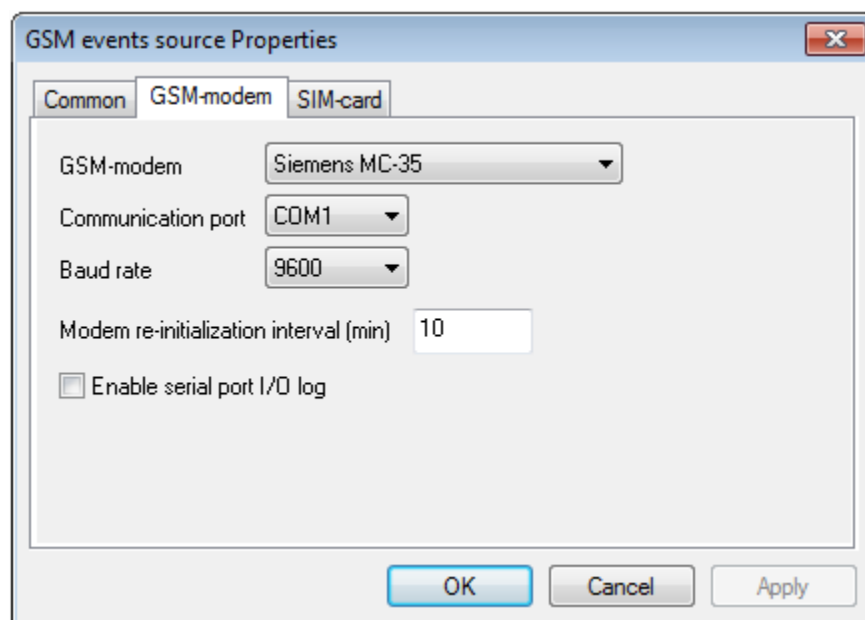 GSM events source Properties
Common GSM-modem SIM-card
GSM-modem Siemens MC-35
Communication port COM1
Baud rate 9600
Modem re-initialization interval (min) 10
Enable serial port I/O log
OK Cancel Apply